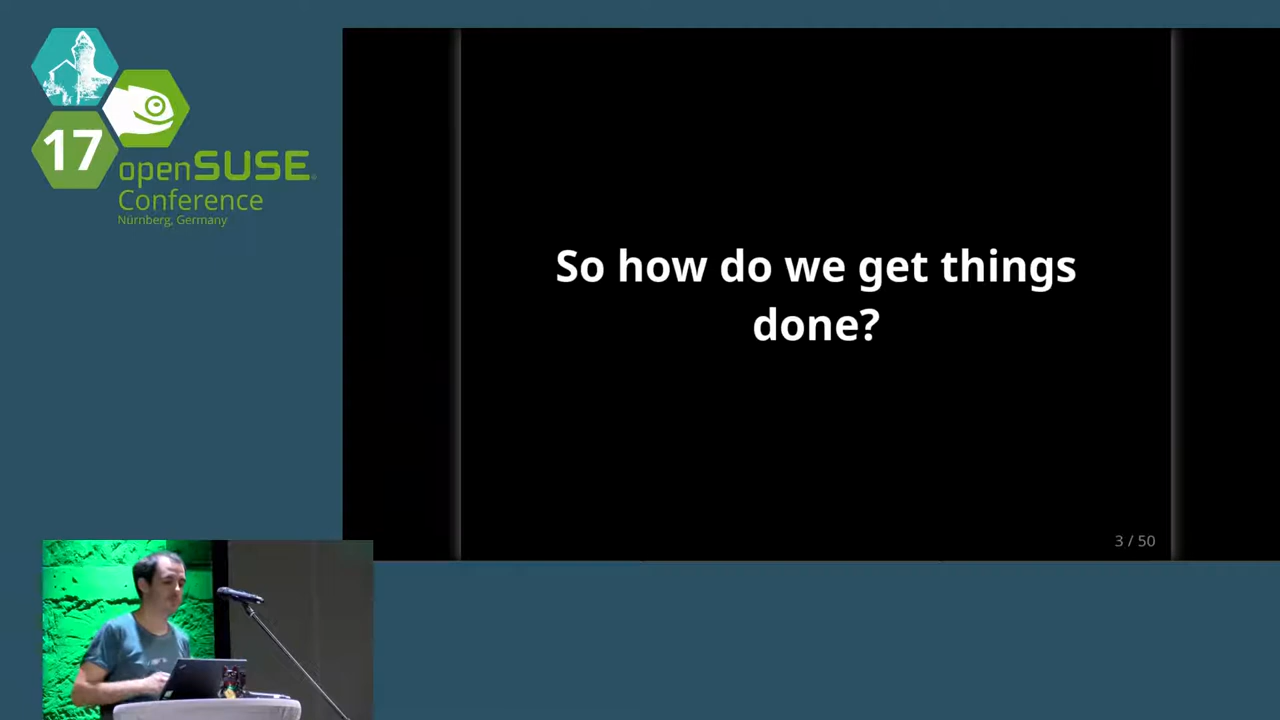 17
openSUSE
Conference
Nürnberg, Germany
So how do we get things
done?
3 / 50